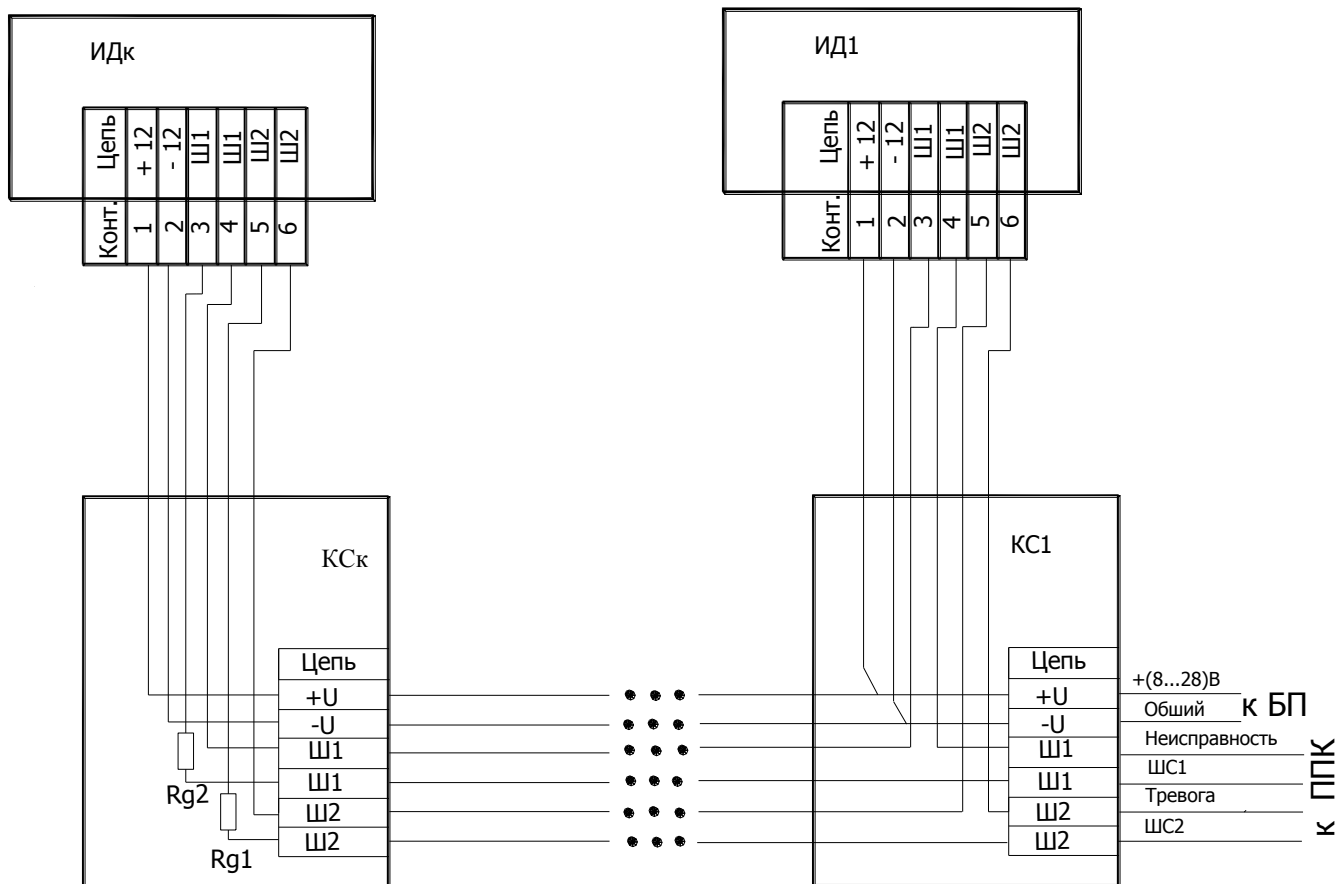 ИДк
Цепь
+ 12
- 12
Ш1
Ш1
Ш2
Ш2
Конт.
1
2
3
4
5
6
ИД1
Цепь
+ 12
- 12
Ш1
Ш1
Ш2
Ш2
Конт.
1
2
3
4
5
6
КСк
Цепь
+U
-U
Ш1
Ш1
Ш2
Ш2
Rg2
Rg1
КС1
Цепь
+U
-U
Ш1
Ш1
Ш2
Ш2
+(8...28)В
Обший
к БП
Неисправность
ШС1
Тревога
ШС2
к ППК